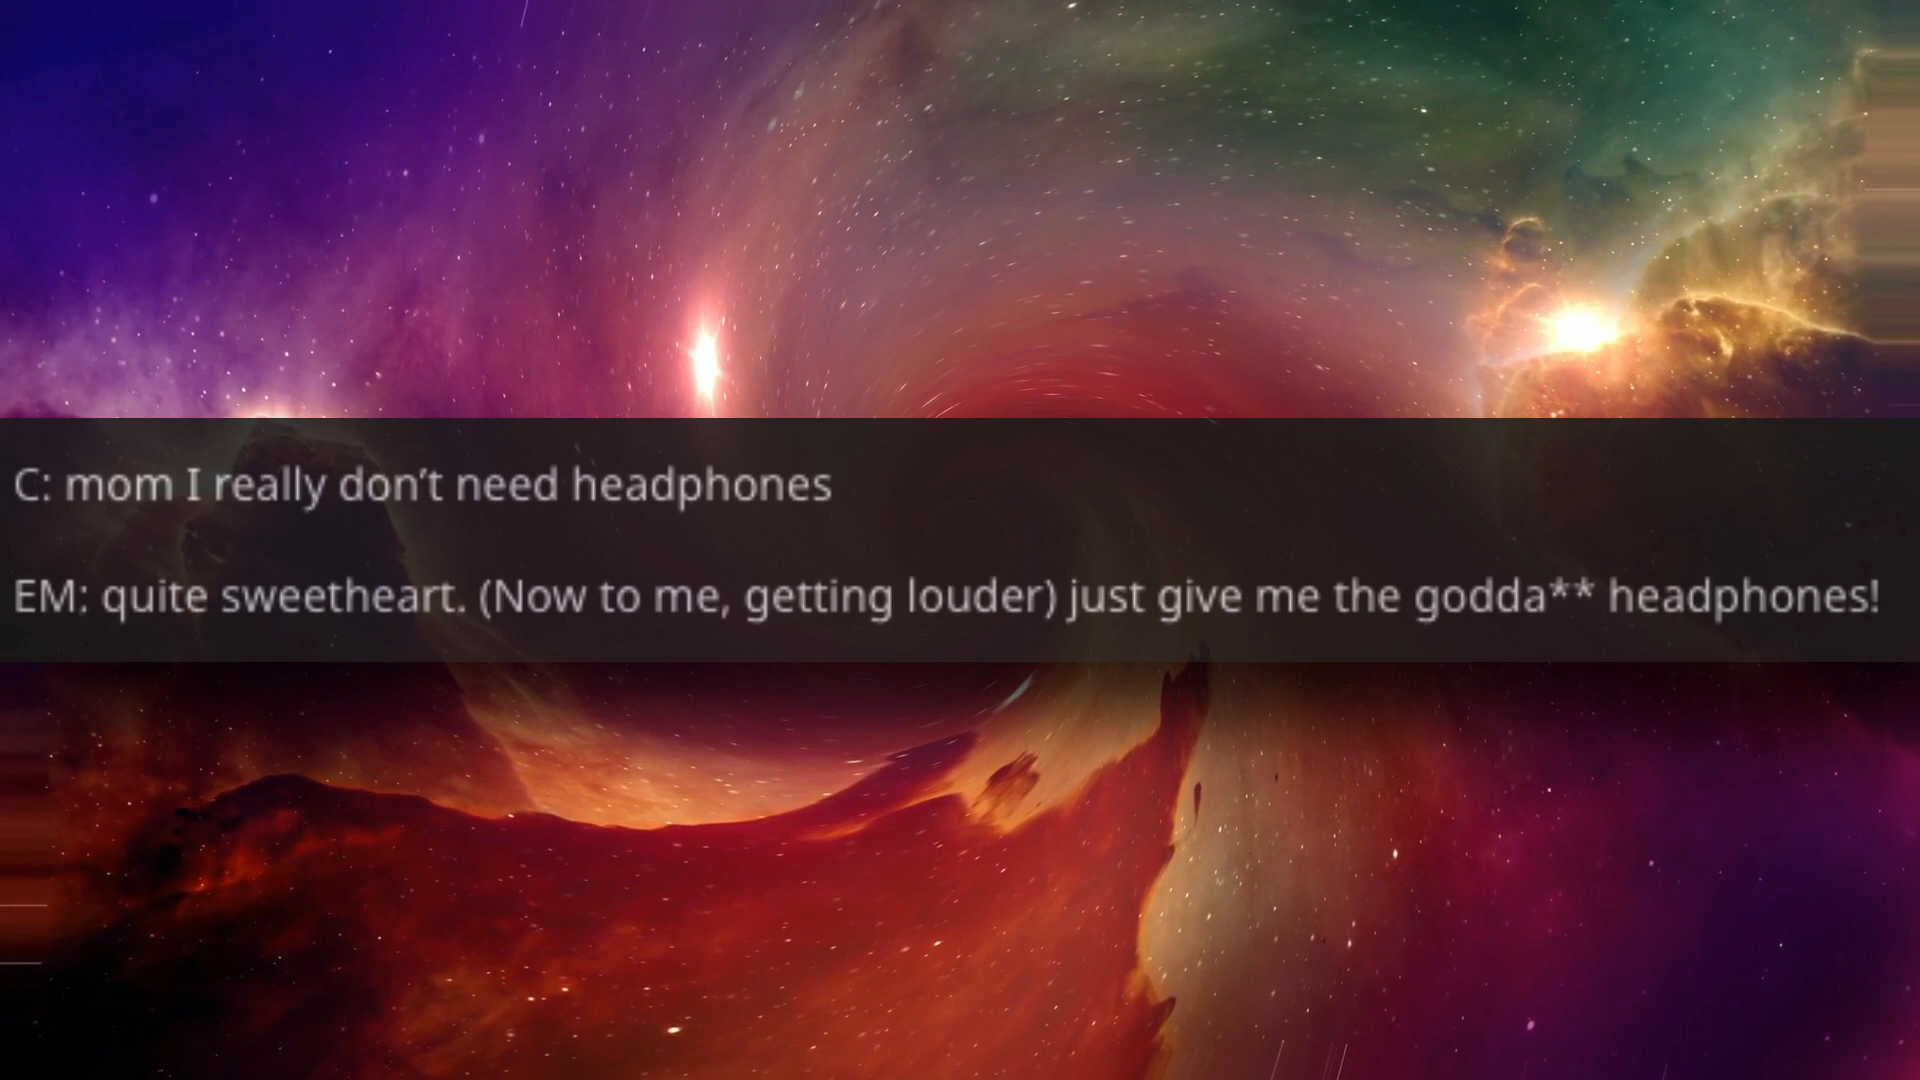 C: mom I really don’t need headphones
EM: quite sweetheart. (Now to me, getting louder) just give me the godda** headphones!